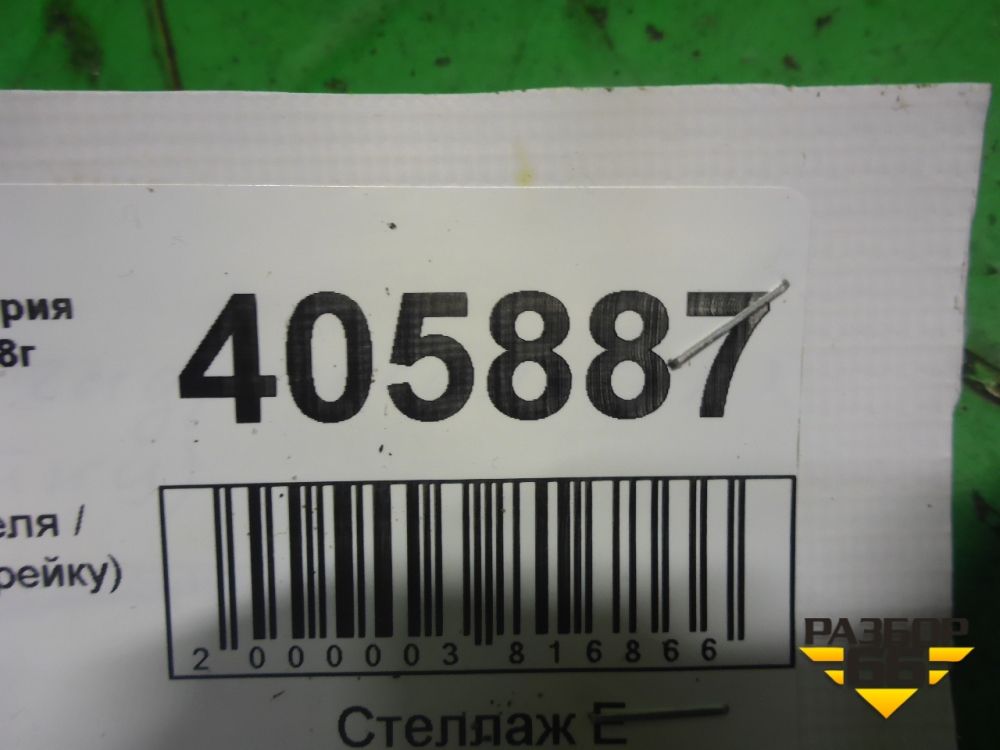 рия
405887
8г
еля /
рейку)
2 000003 816866
Стеллаж E
РАЗБОР
66